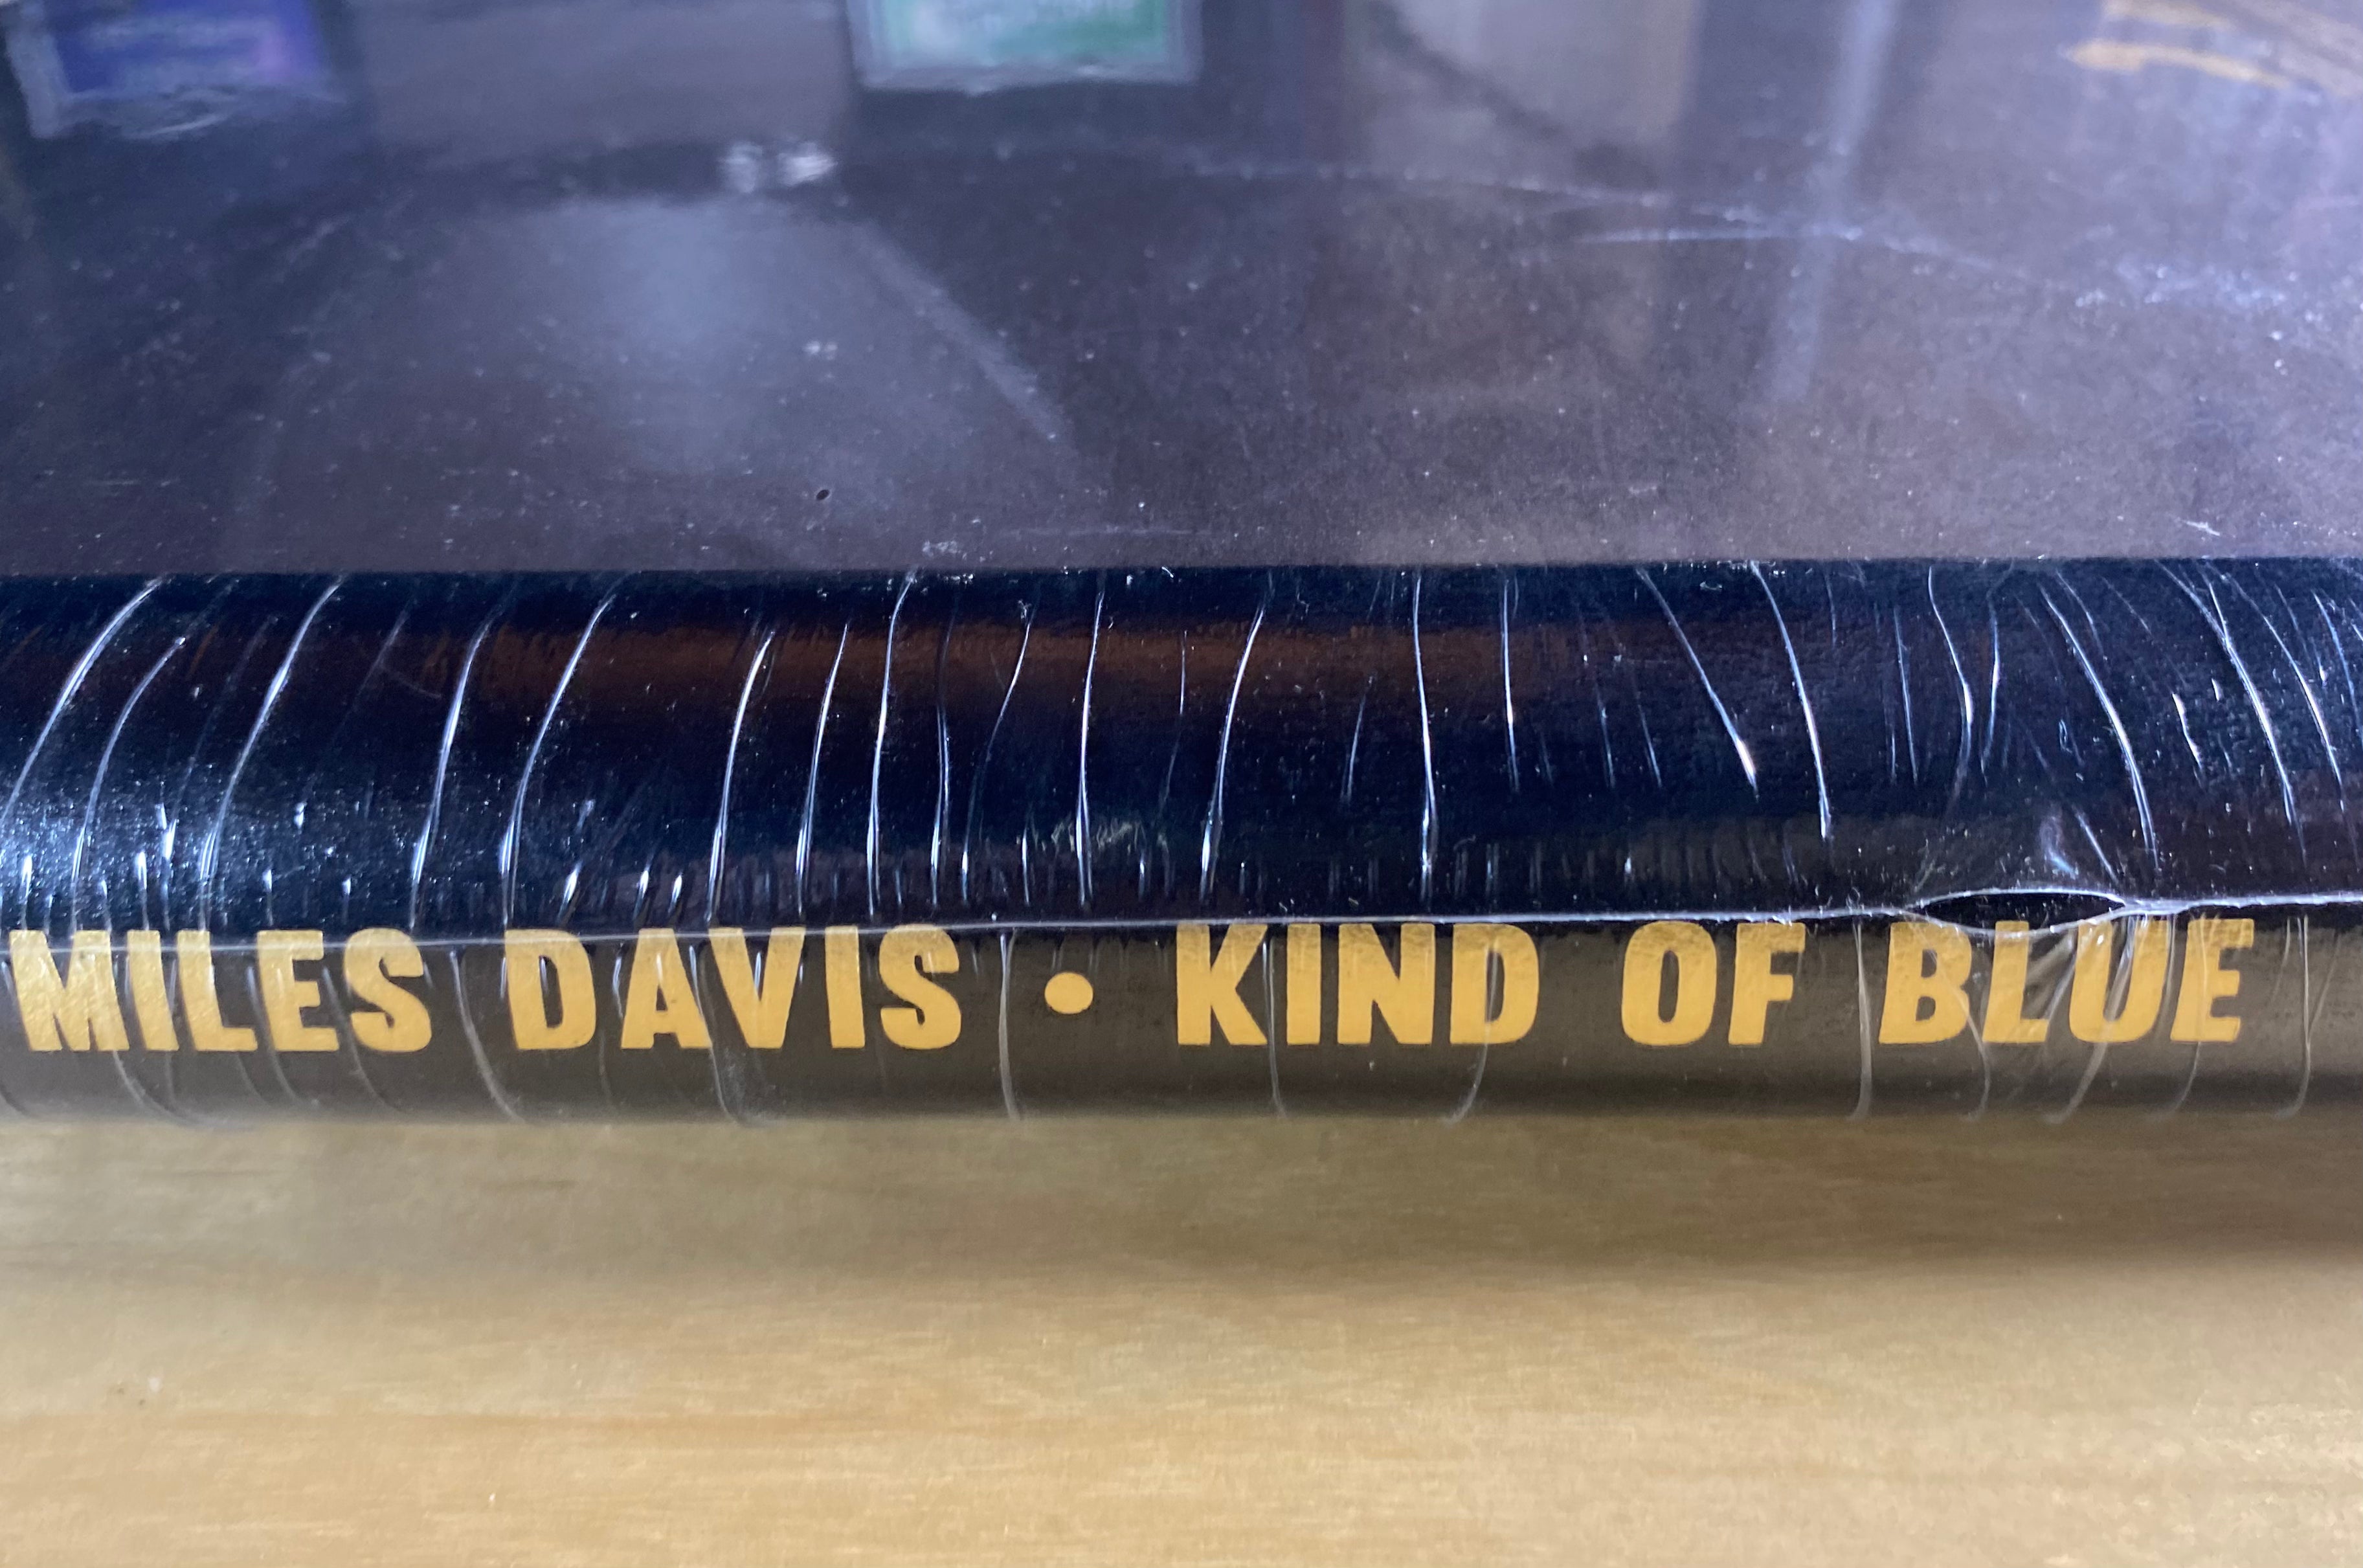 MILES DAVIS • KIND OF BLUE